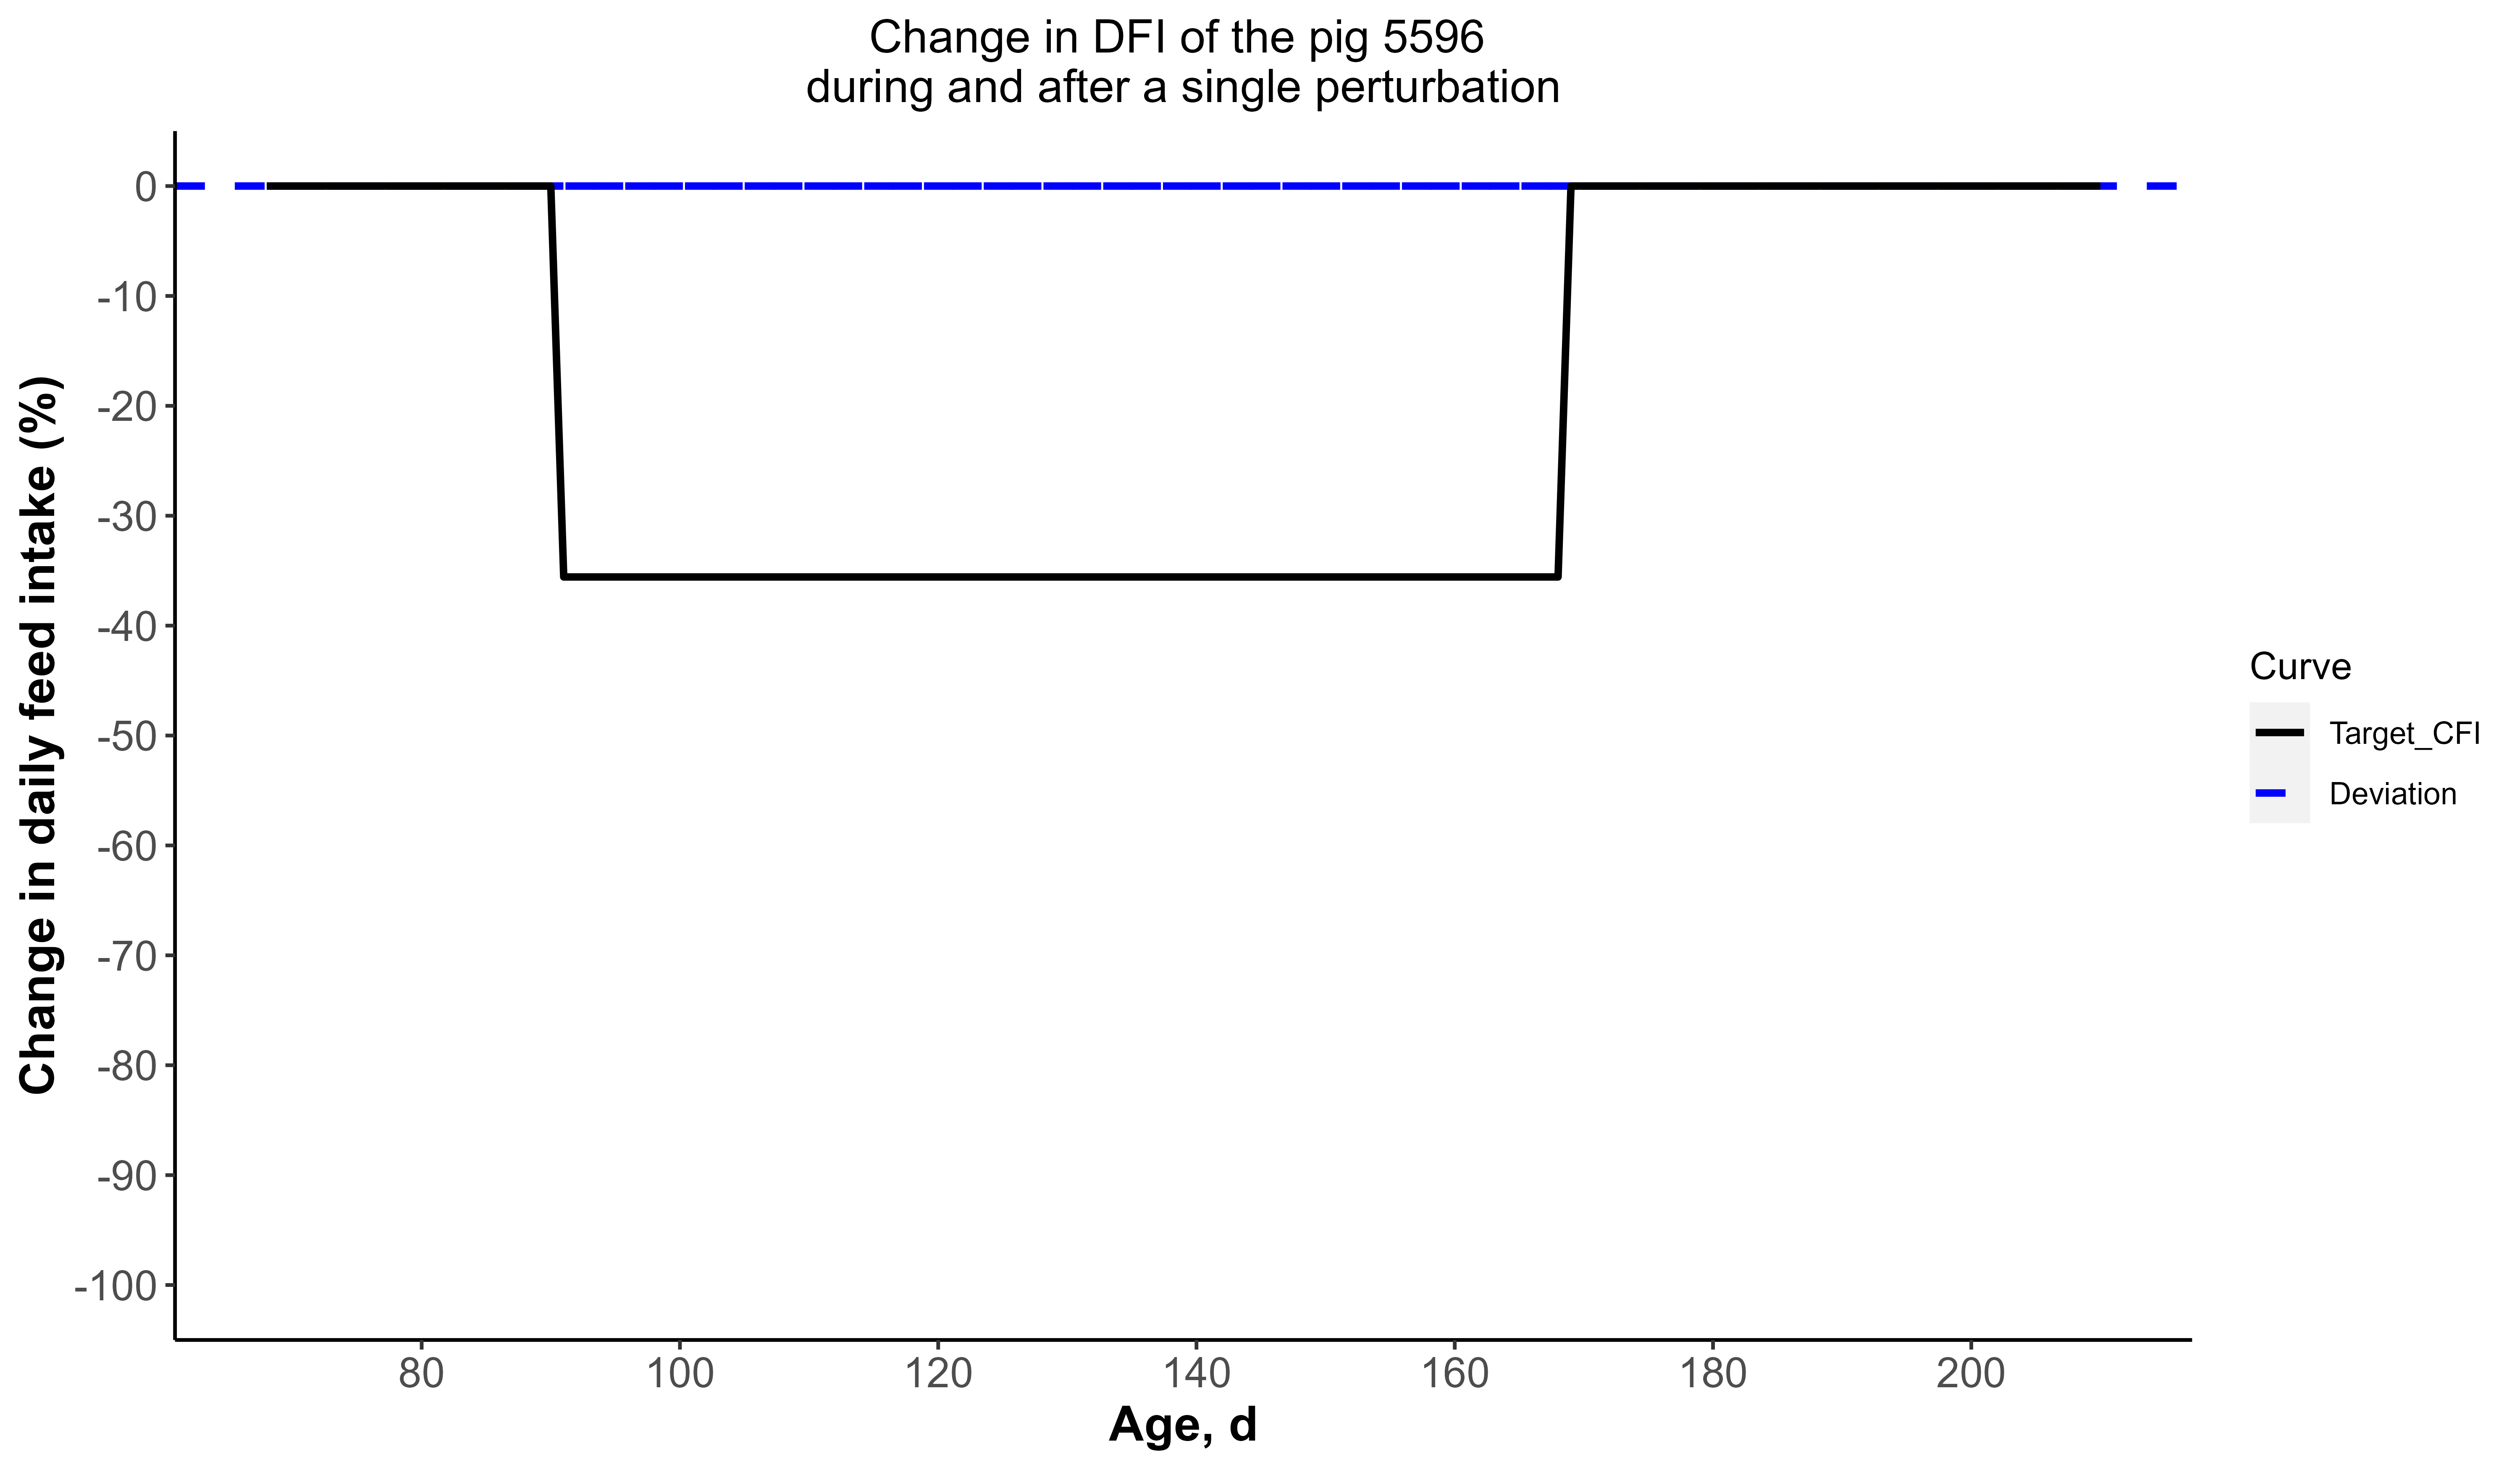 Change in DFI of the pig 5596
during and after a single perturbation
Change in daily feed intake (%)
0
-10
-20
-30
-40
-50
-60
-70
-80
-90
-100
80
100
120
140
160
180
200
Age, d
Curve
Target_CFI
Deviation